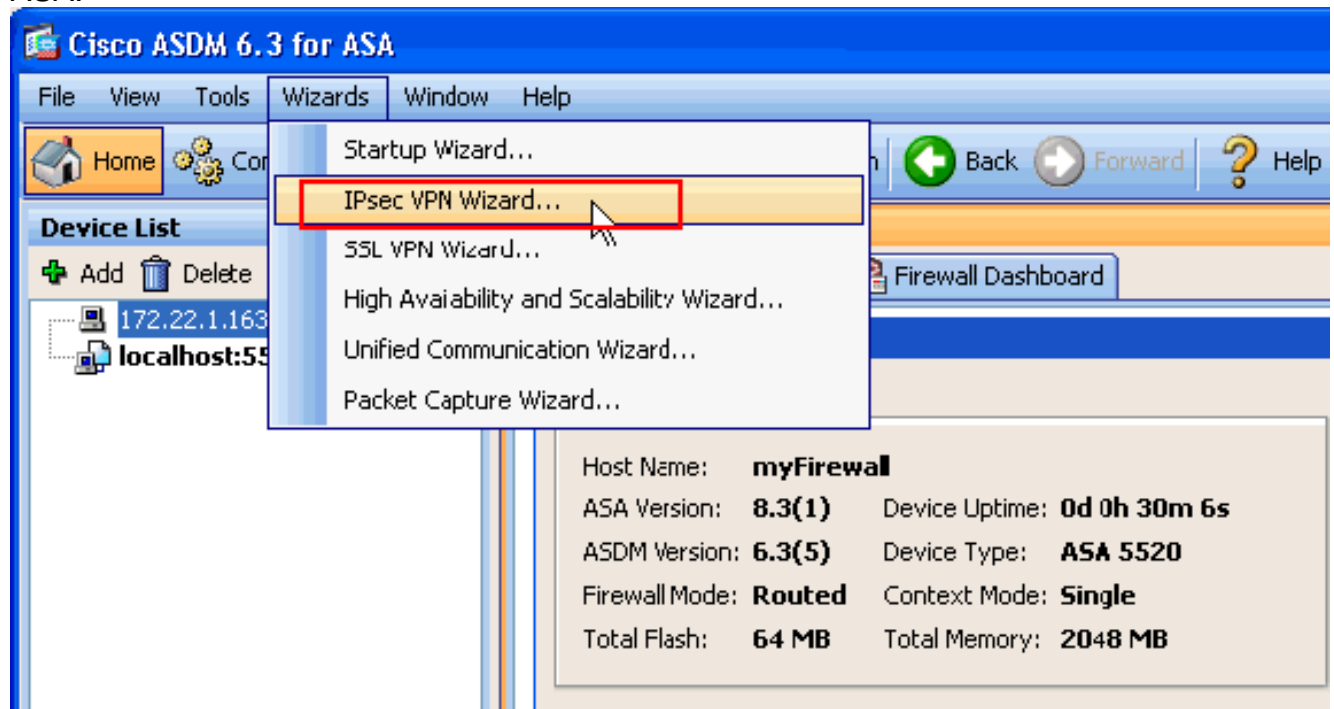 Cisco ASDM 6.3 for ASA
File View Tools Wizards Window Help
Home Back Forward Help
Startup Wizard...
IPsec VPN Wizard...
SSL VPN Wizard...
High Avaiability and Scalability Wizard...
Unified Communication Wizard...
Packet Capture Wizard...
Device List
Add Delete
Firewall Dashboard
172.22.1.163
localhost:55
Host Name: myFirewall
ASA Version: 8.3(1) Device Uptime: 0d 0h 30m 6s
ASDM Version: 6.3(5) Device Type: ASA 5520
Firewall Mode: Routed Context Mode: Single
Total Flash: 64 MB Total Memory: 2048 MB